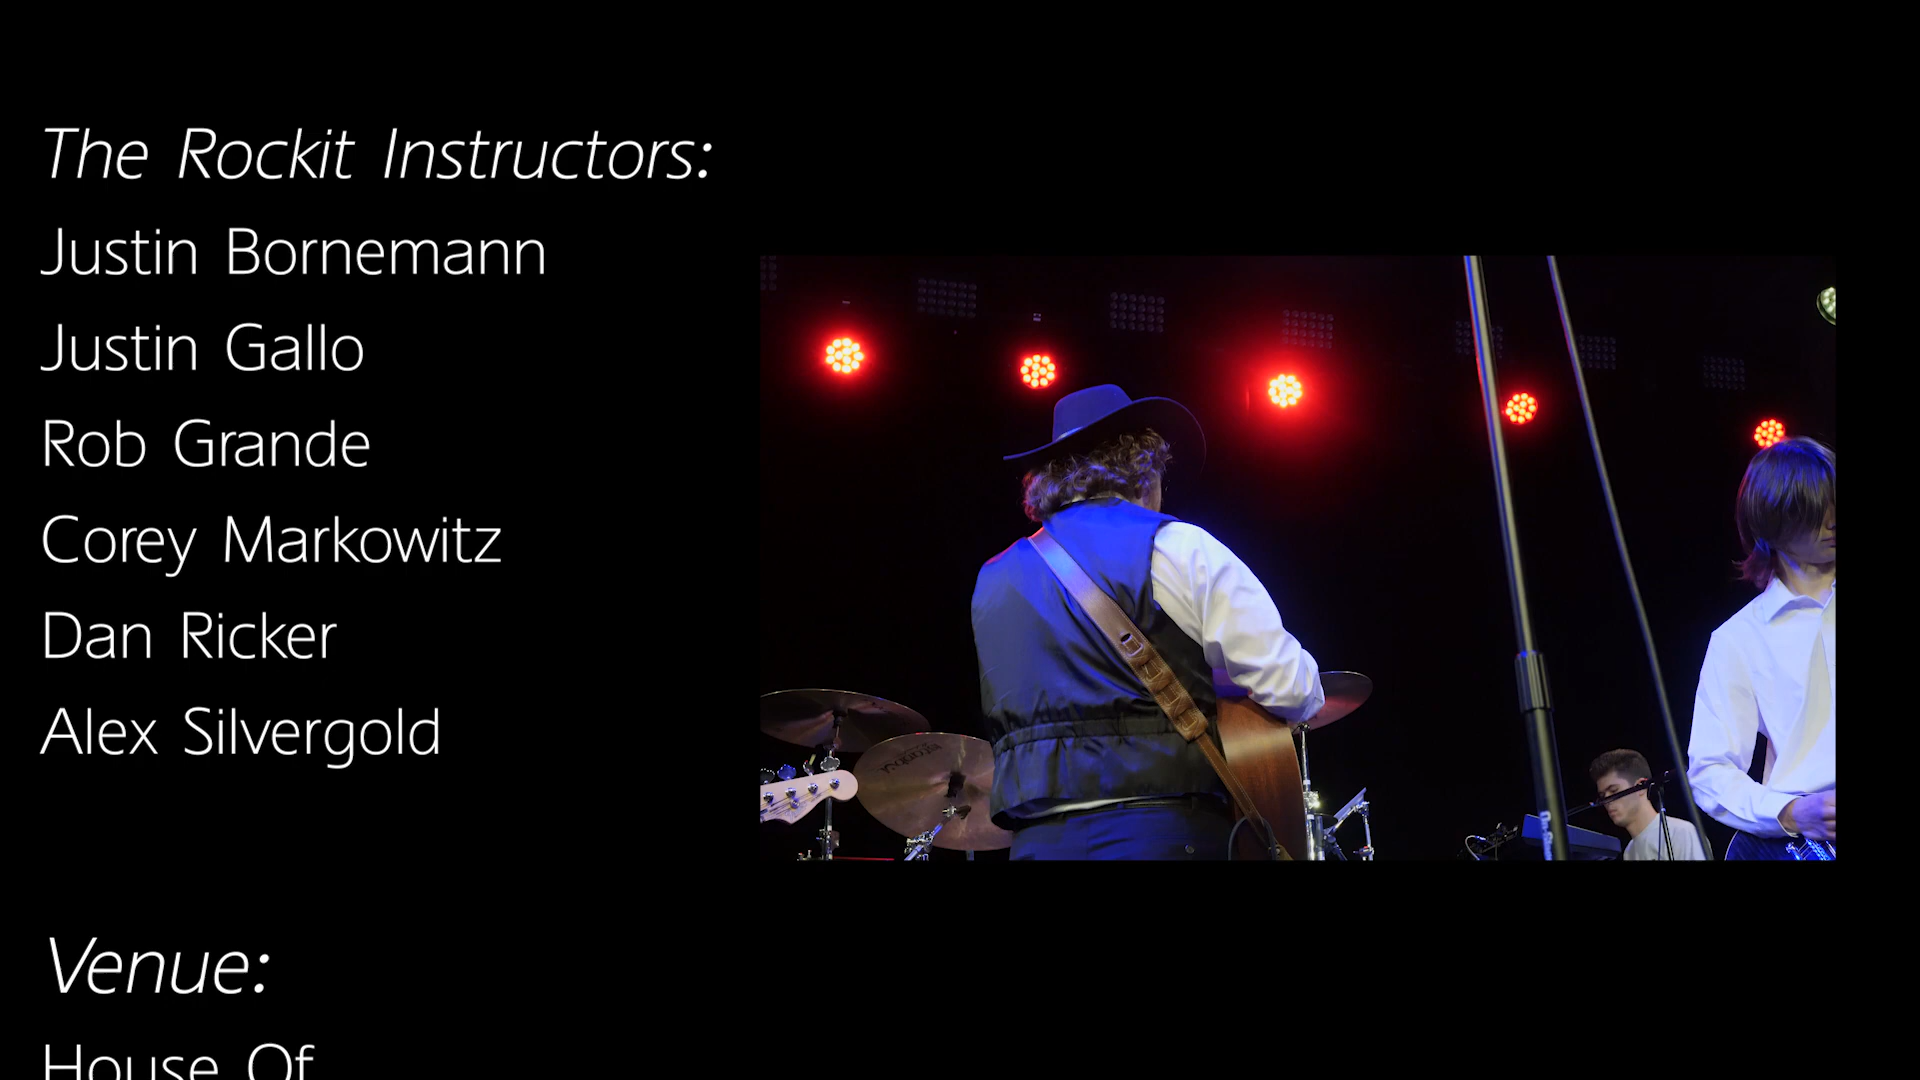 The Rockit Instructors:
Justin Bornemann
Justin Gallo
Rob Grande
Corey Markowitz
Dan Ricker
Alex Silvergold
Venue:
House Of